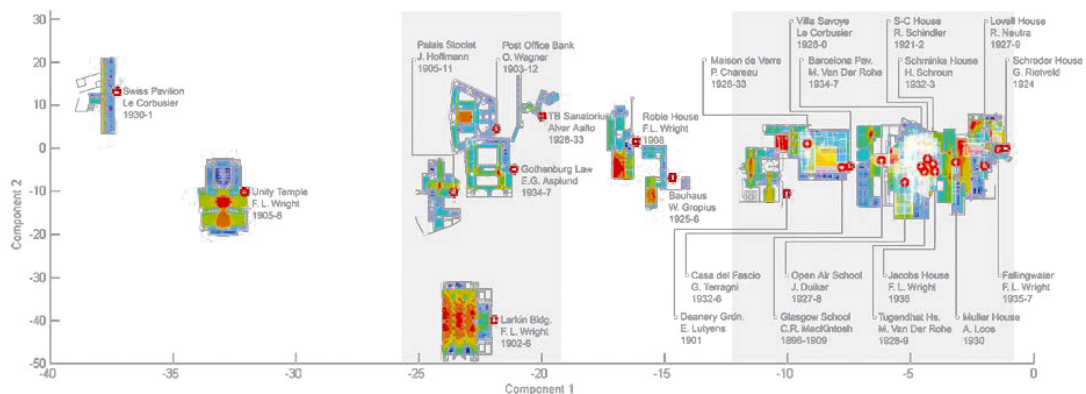 30
20
10
0
-10
-20
-30
-40
-50
Component 2
-40
-35
-30
-25
-20
-15
-10
-5
0
Component 1
Swiss Pavilion
Le Corbusier
1930-1
Unity Temple
F. L. Wright
1905-8
Palais Stoclet
J. Hoffmann
1905-11
Post Office Bank
O. Wagner
1903-12
TB Sanatorium
Alvar Aalto
1928-33
Gothenburg Law
E.G. Asplund
1934-7
Larkin Bldg.
F. L. Wright
1902-6
Robie House
F.L. Wright
1908
Bauhaus
W. Gropius
1925-6
Maison de Verre
P. Chareau
1928-33
Villa Savoye
Le Corbusier
1928-0
Barcelona Pav.
M. Van Der Rohe
1934-7
S-C House
R. Schindler
1921-2
Schminke House
H. Schroun
1932-3
Lovell House
R. Neutra
1927-9
Schroder House
G. Rietveld
1924
Casa del Fascio
G. Terragni
1932-6
Open Air School
J. Duiker
1927-8
Jacobs House
F. L. Wright
1936
Fallingwater
F. L. Wright
1935-7
Deanery Grdn.
E. Lutyens
1901
Glasgow School
C.R. MacKintosh
1896-1909
Tugendhat Hs.
M. Van Der Rohe
1928-9
Muller House
A. Loos
1930